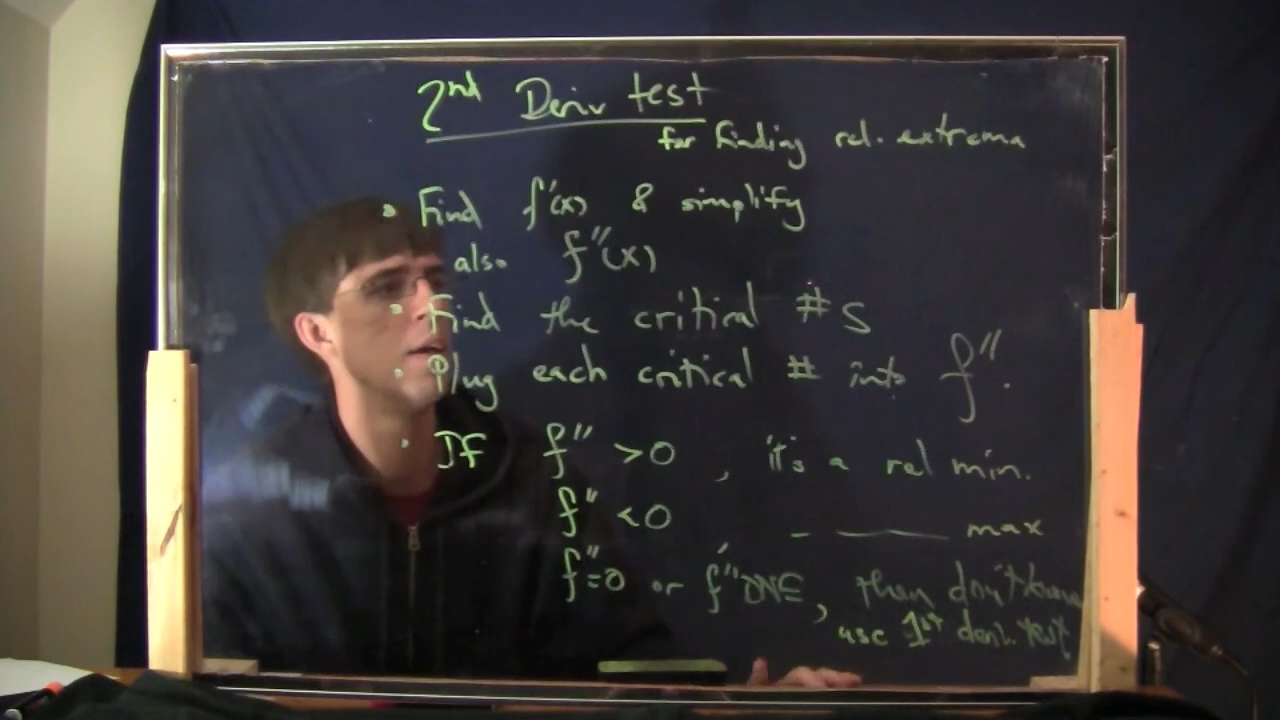 2nd Deriv test
for finding rel. extrema
• Find f'(x) & simplify
also f''(x)
• Find the critical #s
• Plug each critical # into f''.
• IF f'' >0, it's a rel min.
f'' <0 _ ___ max
f''=0 or f'' DNE, then don't know
use 1st deriv. test